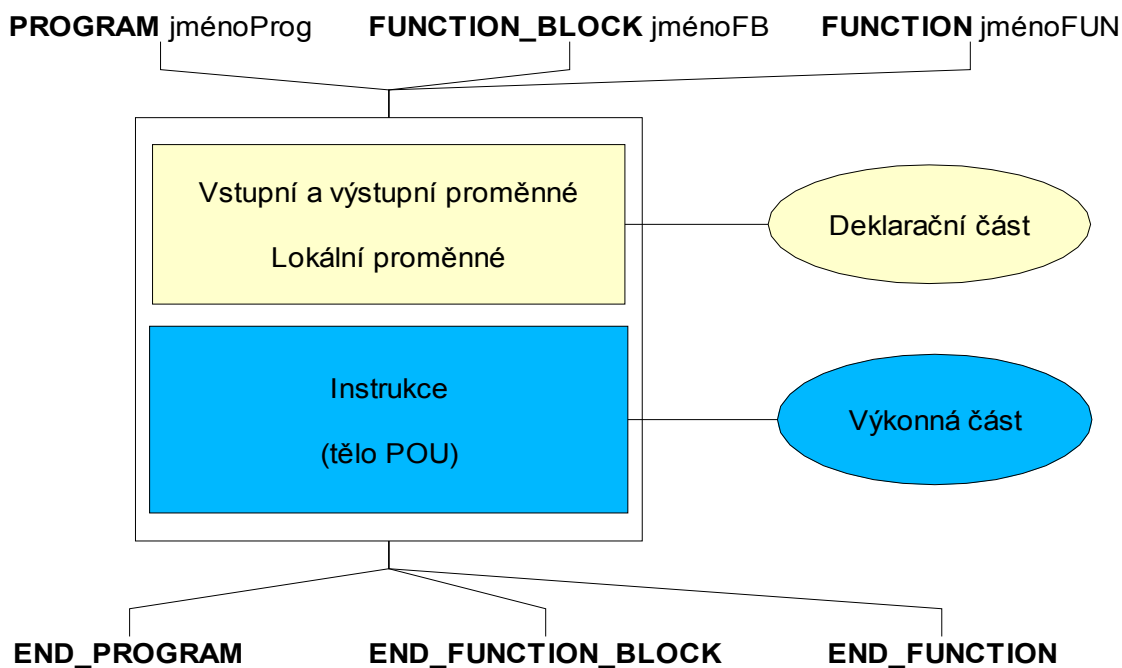 PROGRAM jménoProg FUNCTION_BLOCK jménoFB FUNCTION jménoFUN
Vstupní a výstupní proměnné
Lokální proměnné
Deklarační část
Instrukce
(tělo POU)
Výkonná část
END_PROGRAM END_FUNCTION_BLOCK END_FUNCTION